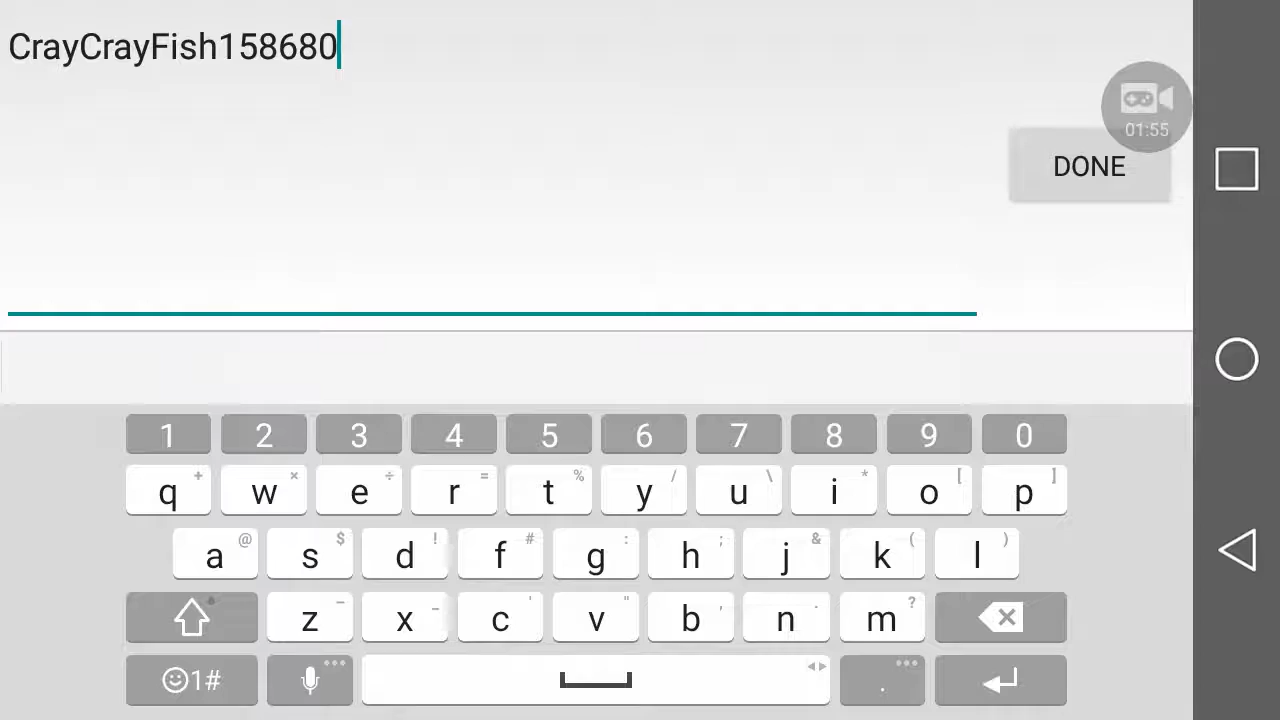 CrayCrayFish158680
01:55
DONE
1 2 3 4 5 6 7 8 9 0
q + w × e ÷ r = t % y / u \ i * o [ p ]
a @ s $ d ! f # g : h ; j & k ( l )
z − x - c ' v " b , n . m ?
1# .